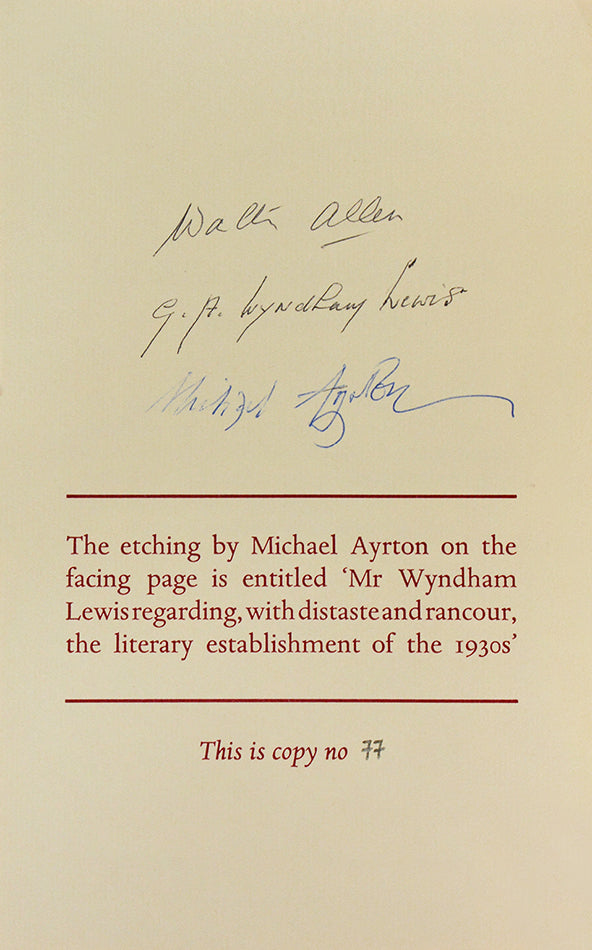 Walter Allen
G. A. Wyndham Lewis
Michael Ayrton
The etching by Michael Ayrton on the
facing page is entitled ‘Mr Wyndham
Lewis regarding, with distaste and rancour,
the literary establishment of the 1930s’
This is copy no 77